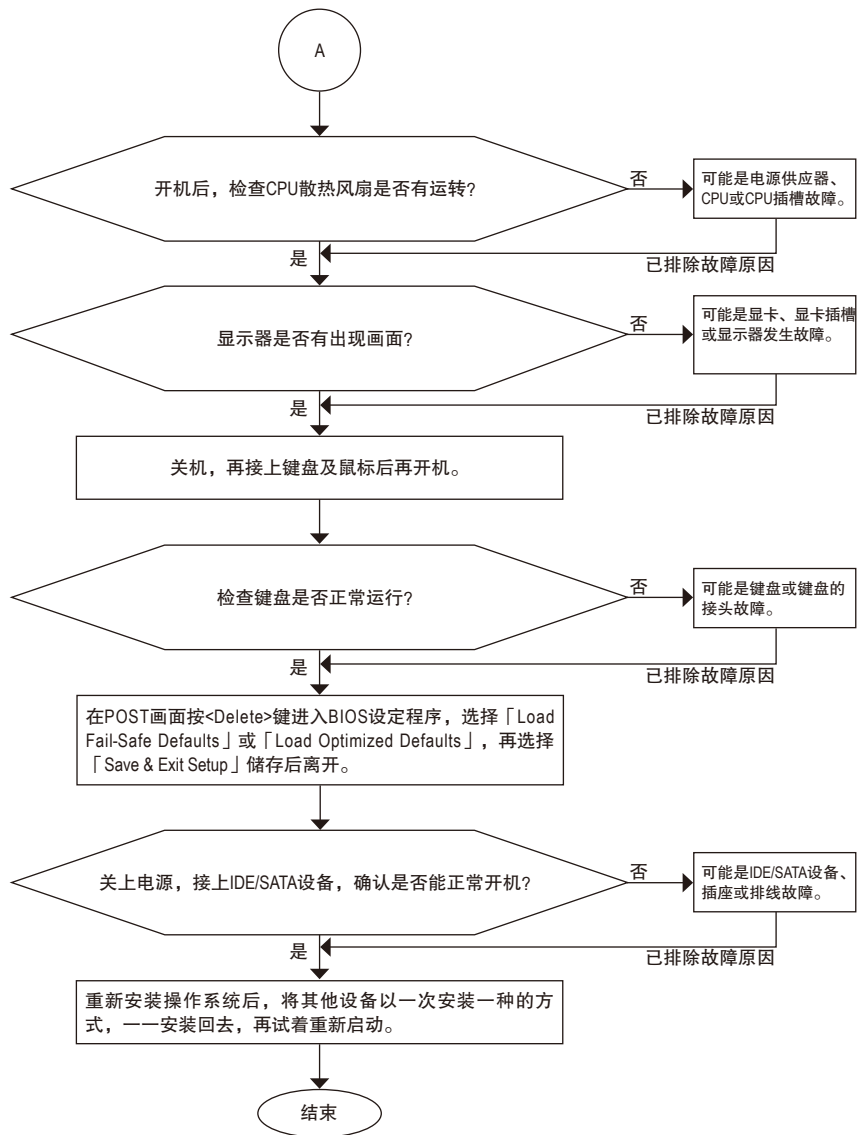 A
开机后，检查CPU散热风扇是否有运转?
否
可能是电源供应器、
CPU或CPU插槽故障。
是
已排除故障原因
显示器是否有出现画面?
否
可能是显卡、显卡插槽
或显示器发生故障。
是
已排除故障原因
关机，再接上键盘及鼠标后再开机。
检查键盘是否正常运行?
否
可能是键盘或键盘的
接头故障。
是
已排除故障原因
在POST画面按<Delete>键进入BIOS设定程序，选择「Load
Fail-Safe Defaults」或「Load Optimized Defaults」，再选择
「Save & Exit Setup」储存后离开。
关上电源，接上IDE/SATA设备，确认是否能正常开机?
否
可能是IDE/SATA设备、
插座或排线故障。
是
已排除故障原因
重新安装操作系统后，将其他设备以一次安装一种的方
式，一一安装回去，再试着重新启动。
结束